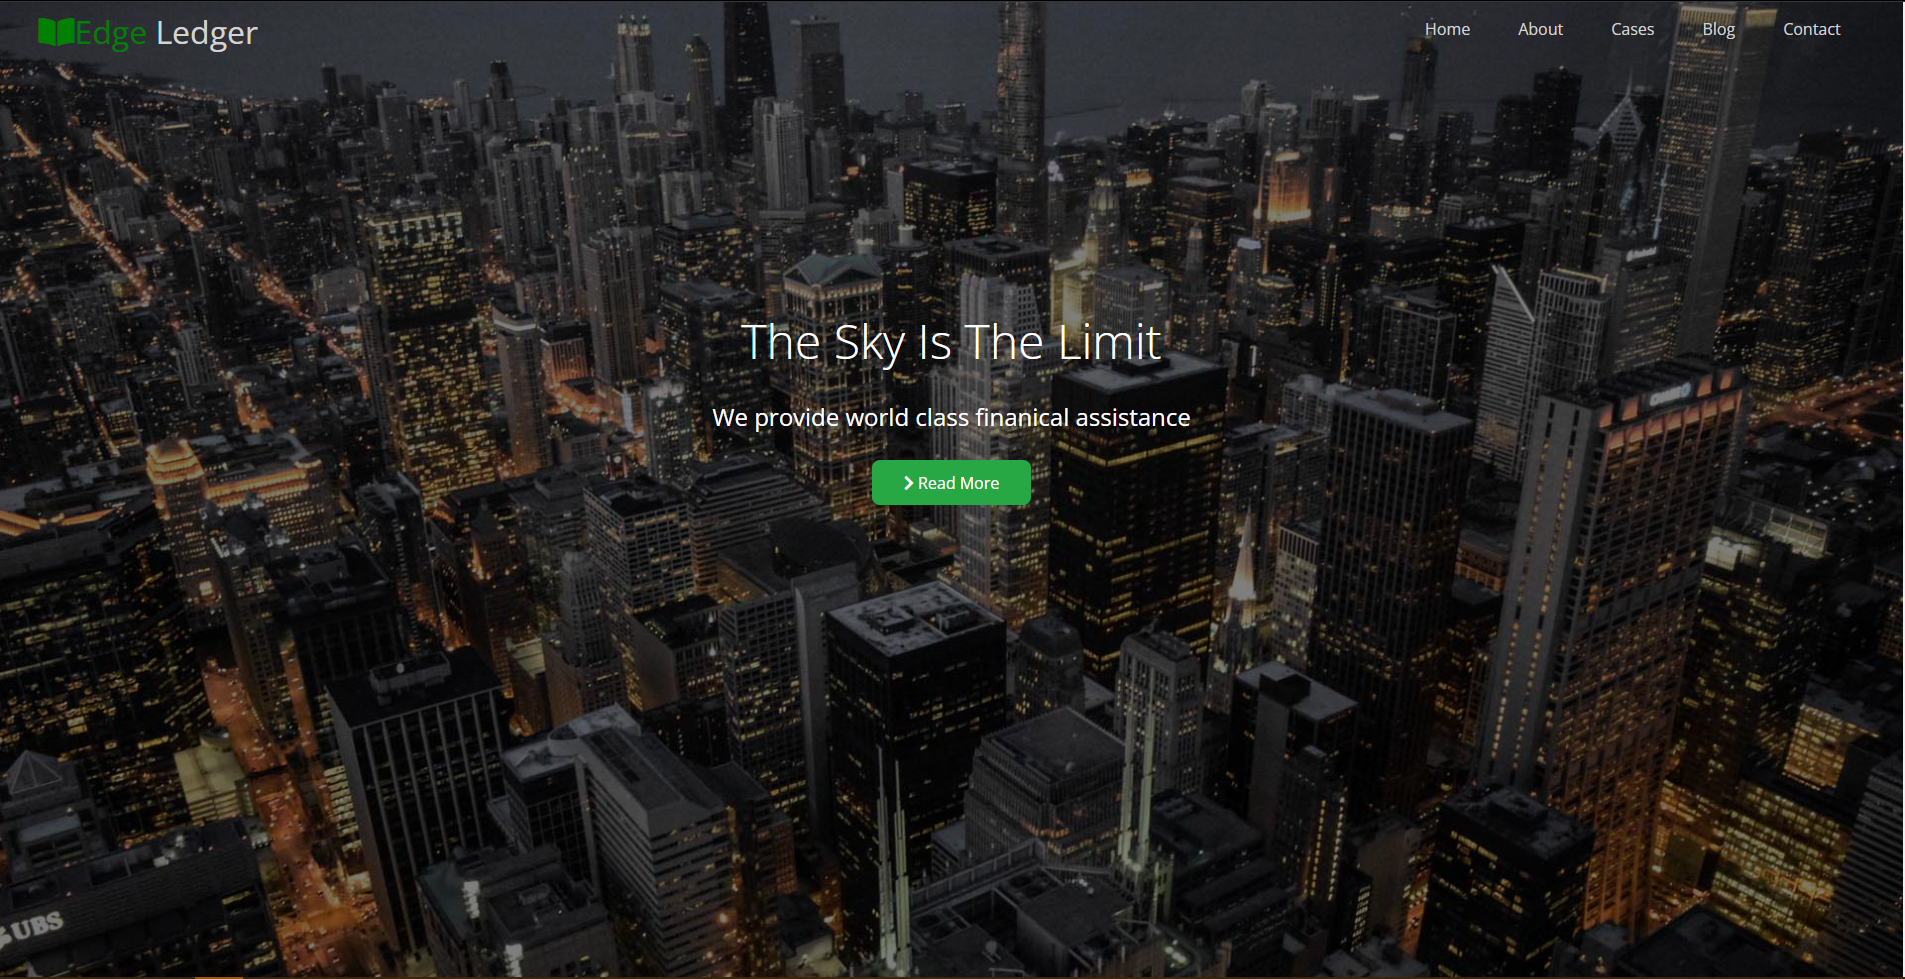 Edge Ledger
Home About Cases Blog Contact
The Sky Is The Limit
We provide world class finanical assistance
Read More
UBS